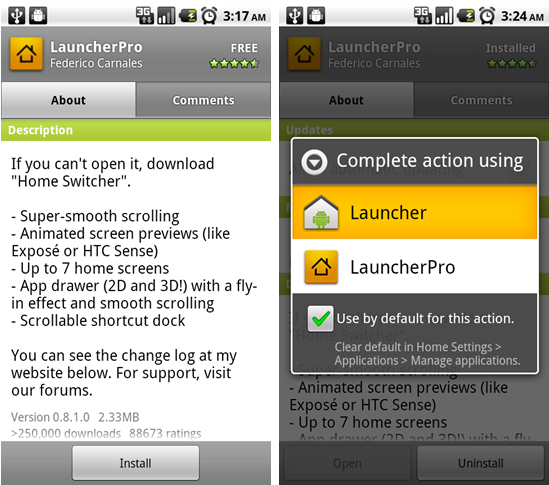 3G 3:17 AM
LauncherPro FREE
Federico Carnales
About Comments
Description
If you can't open it, download
"Home Switcher".
- Super-smooth scrolling
- Animated screen previews (like
Exposé or HTC Sense)
- Up to 7 home screens
- App drawer (2D and 3D!) with a fly-
in effect and smooth scrolling
- Scrollable shortcut dock
You can see the change log at my
website below. For support, visit
our forums.
Version 0.8.1.0 2.33MB
>250,000 downloads 88673 ratings
Install
3G 3:24 AM
LauncherPro Installed
Federico Carnales
About Comments
Updates
automatic updating
Complete action using
Launcher
LauncherPro
Use by default for this action.
Clear default in Home Settings >
Applications > Manage applications.
- Super-smooth scrolling
- Animated screen previews (like
Exposé or HTC Sense)
- Up to 7 home screens
- App drawer (2D and 3D!) with a fly-
Open Uninstall